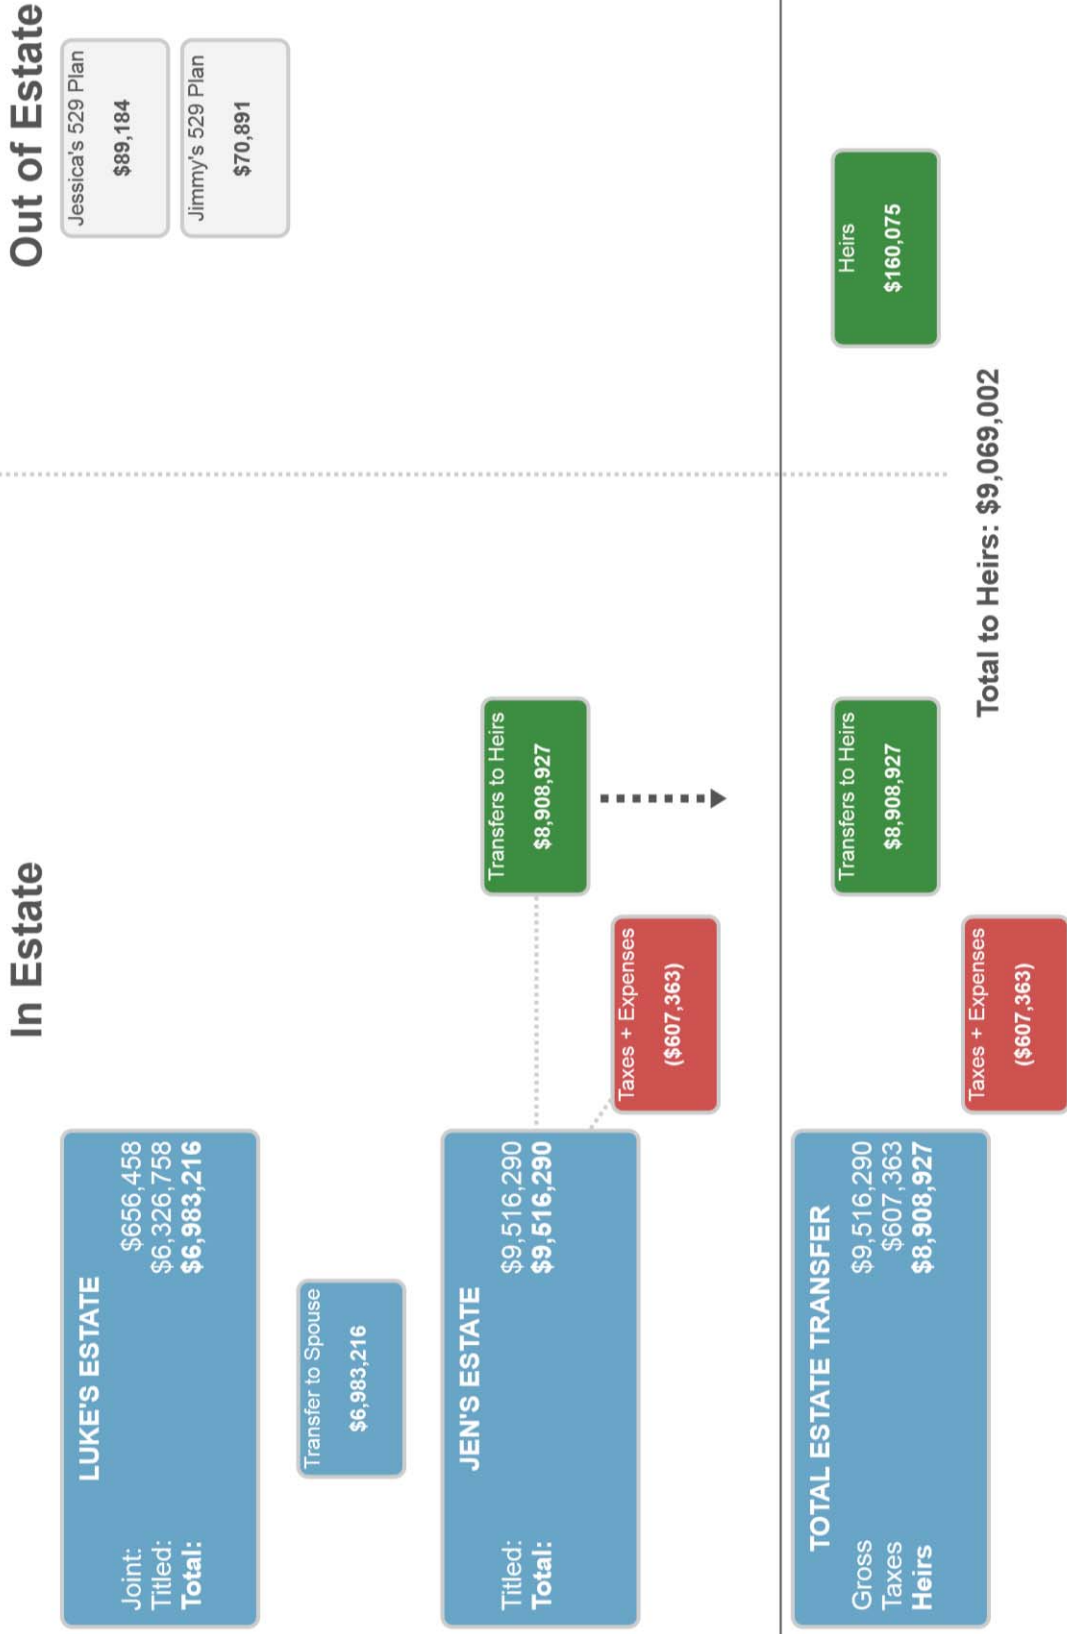 In Estate
Out of Estate
LUKE'S ESTATE
Joint: $656,458
Titled: $6,326,758
Total: $6,983,216
Jessica's 529 Plan
$89,184
Jimmy's 529 Plan
$70,891
Transfer to Spouse
$6,983,216
JEN'S ESTATE
Titled: $9,516,290
Total: $9,516,290
Transfers to Heirs
$8,908,927
Taxes + Expenses
($607,363)
TOTAL ESTATE TRANSFER
Gross $9,516,290
Taxes $607,363
Heirs $8,908,927
Transfers to Heirs
$8,908,927
Heirs
$160,075
Taxes + Expenses
($607,363)
Total to Heirs: $9,069,002